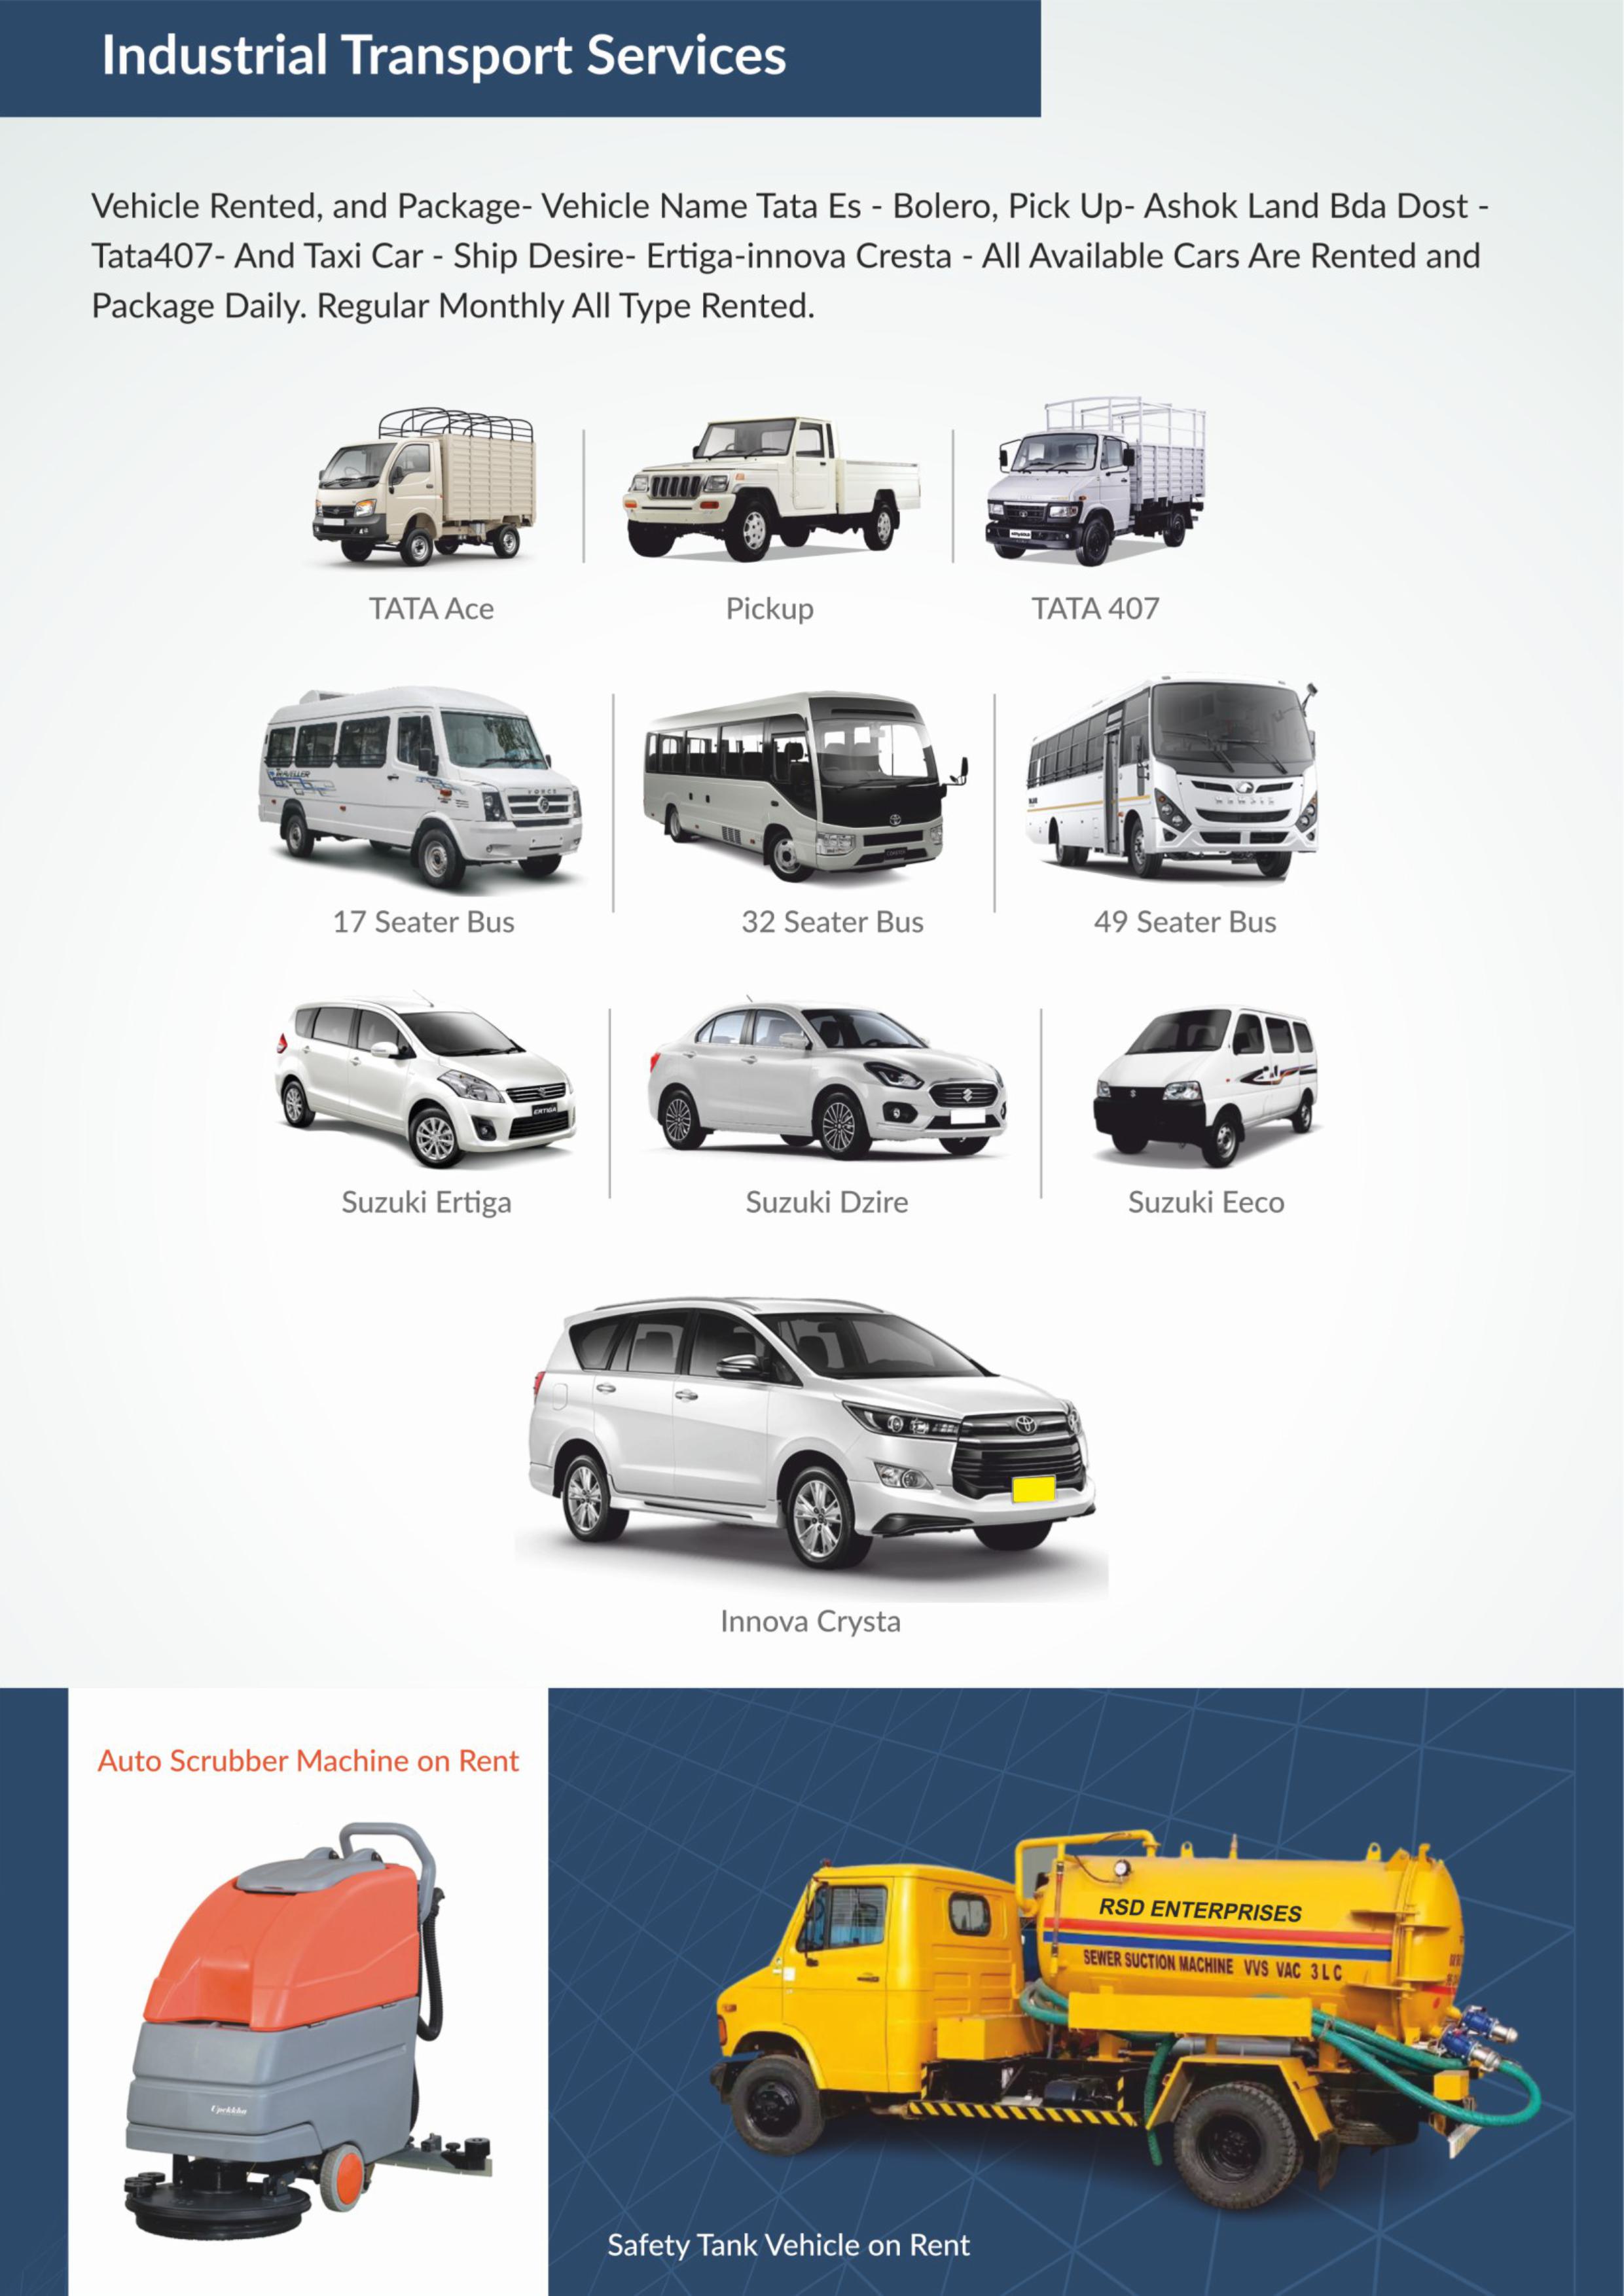 Industrial Transport Services
Vehicle Rented, and Package- Vehicle Name Tata Es - Bolero, Pick Up- Ashok Land Bda Dost -
Tata407- And Taxi Car - Ship Desire- Ertiga-innova Cresta - All Available Cars Are Rented and
Package Daily. Regular Monthly All Type Rented.
TATA Ace
Pickup
TATA 407
TRAVELLER
FORCE
17 Seater Bus
32 Seater Bus
49 Seater Bus
ERTIGA
Suzuki Ertiga
Suzuki Dzire
Suzuki Eeco
Innova Crysta
Auto Scrubber Machine on Rent
RSD ENTERPRISES
SEWER SUCTION MACHINE VVS VAC 3 L C
Safety Tank Vehicle on Rent